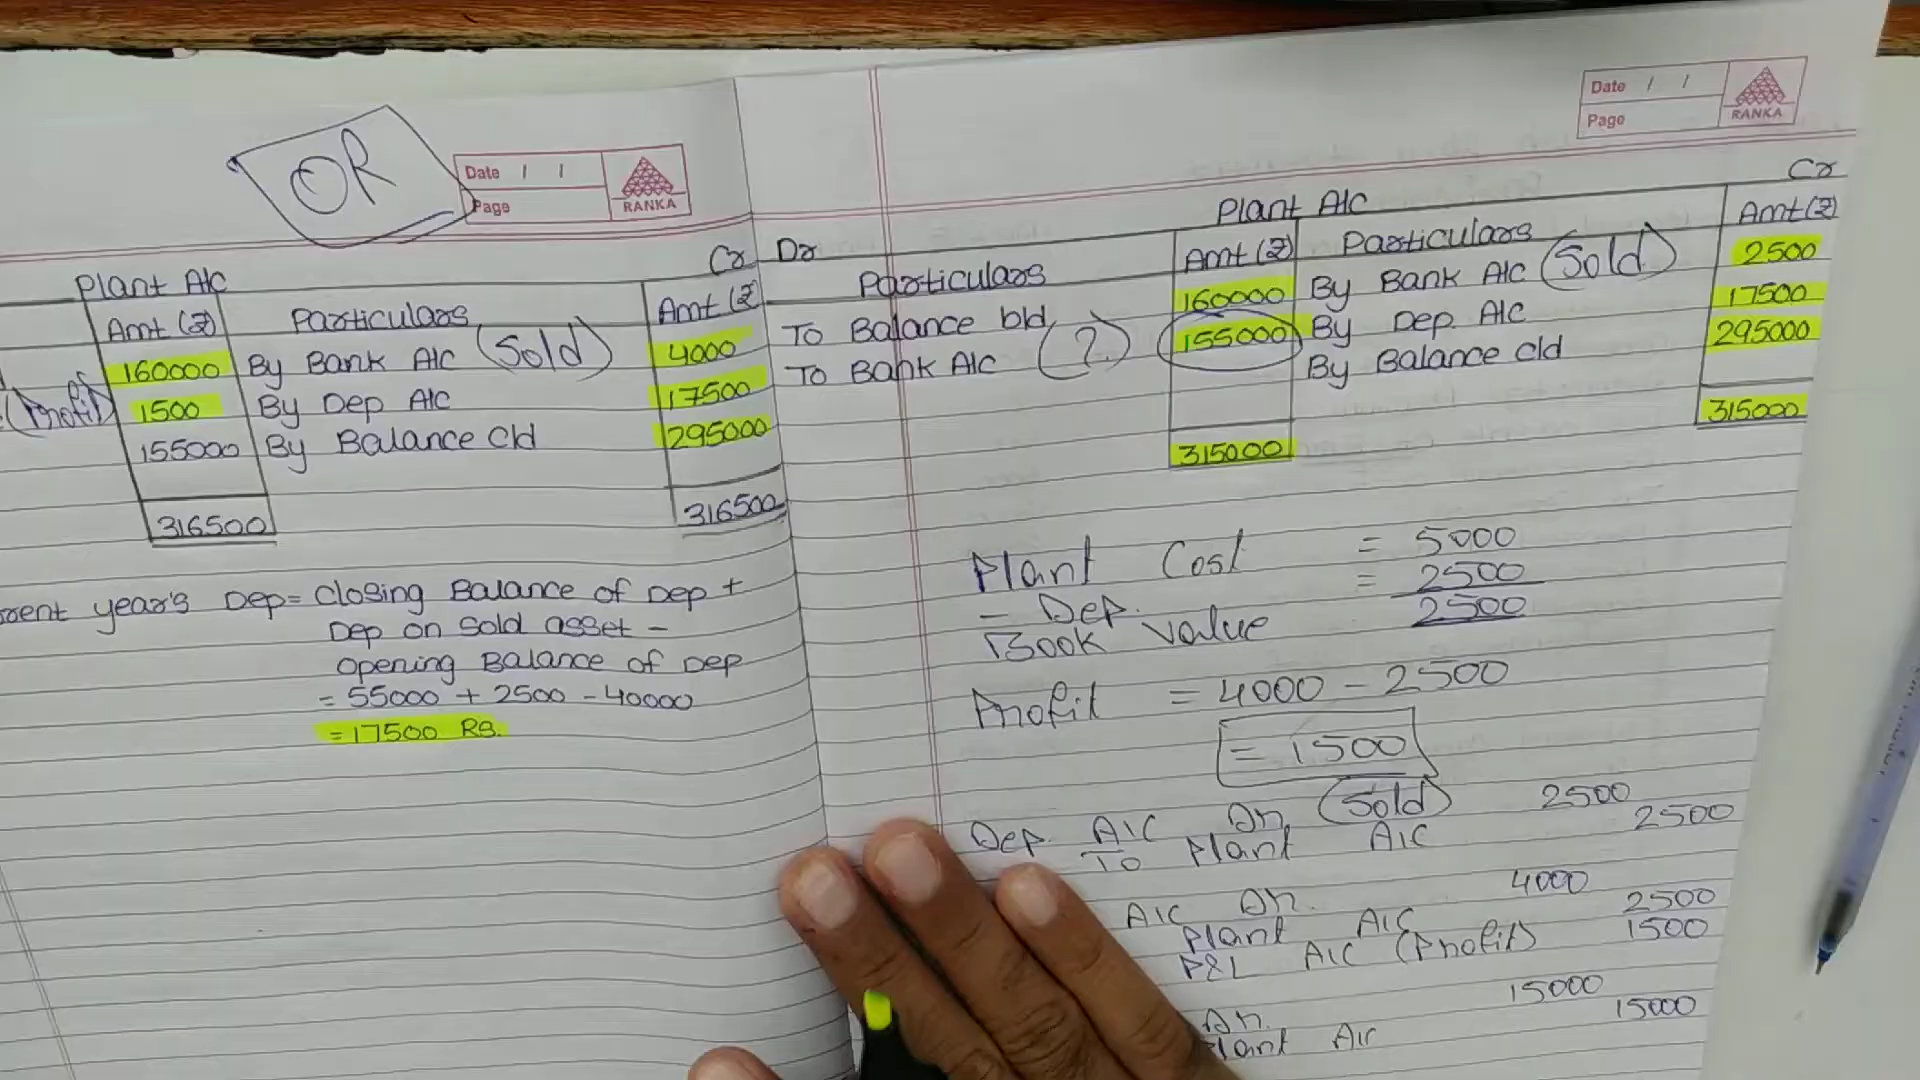 OR
Date / /
Page
RANKA
Plant A/c
Cr
Amt (₹)
Particulars
Amt (₹)
160000
By Bank A/c (Sold)
4000
(Profit)
1500
By Dep A/c
17500
155000
By Balance c/d
295000
316500
316500
year's Dep = Closing Balance of Dep +
Dep on Sold asset -
Opening Balance of Dep
= 55000 + 2500 - 40000
= 17500 Rs.
Date / /
Page
RANKA
Dr
Plant A/c
Cr
Particulars
Amt (₹)
Particulars
Amt (₹)
To Balance b/d
160000
By Bank A/c (Sold)
2500
To Bank A/c (?)
155000
By Dep. A/c
17500
By Balance c/d
295000
315000
315000
Plant Cost = 5000
- Dep. = 2500
Book Value 2500
Profit = 4000 - 2500
= 1500
Dep. A/c Dr. (Sold) 2500
To Plant A/c 2500
A/c Dr. 4000
Plant A/c 2500
P&L A/c (Profit) 1500
Dr. 15000
Plant A/c 15000